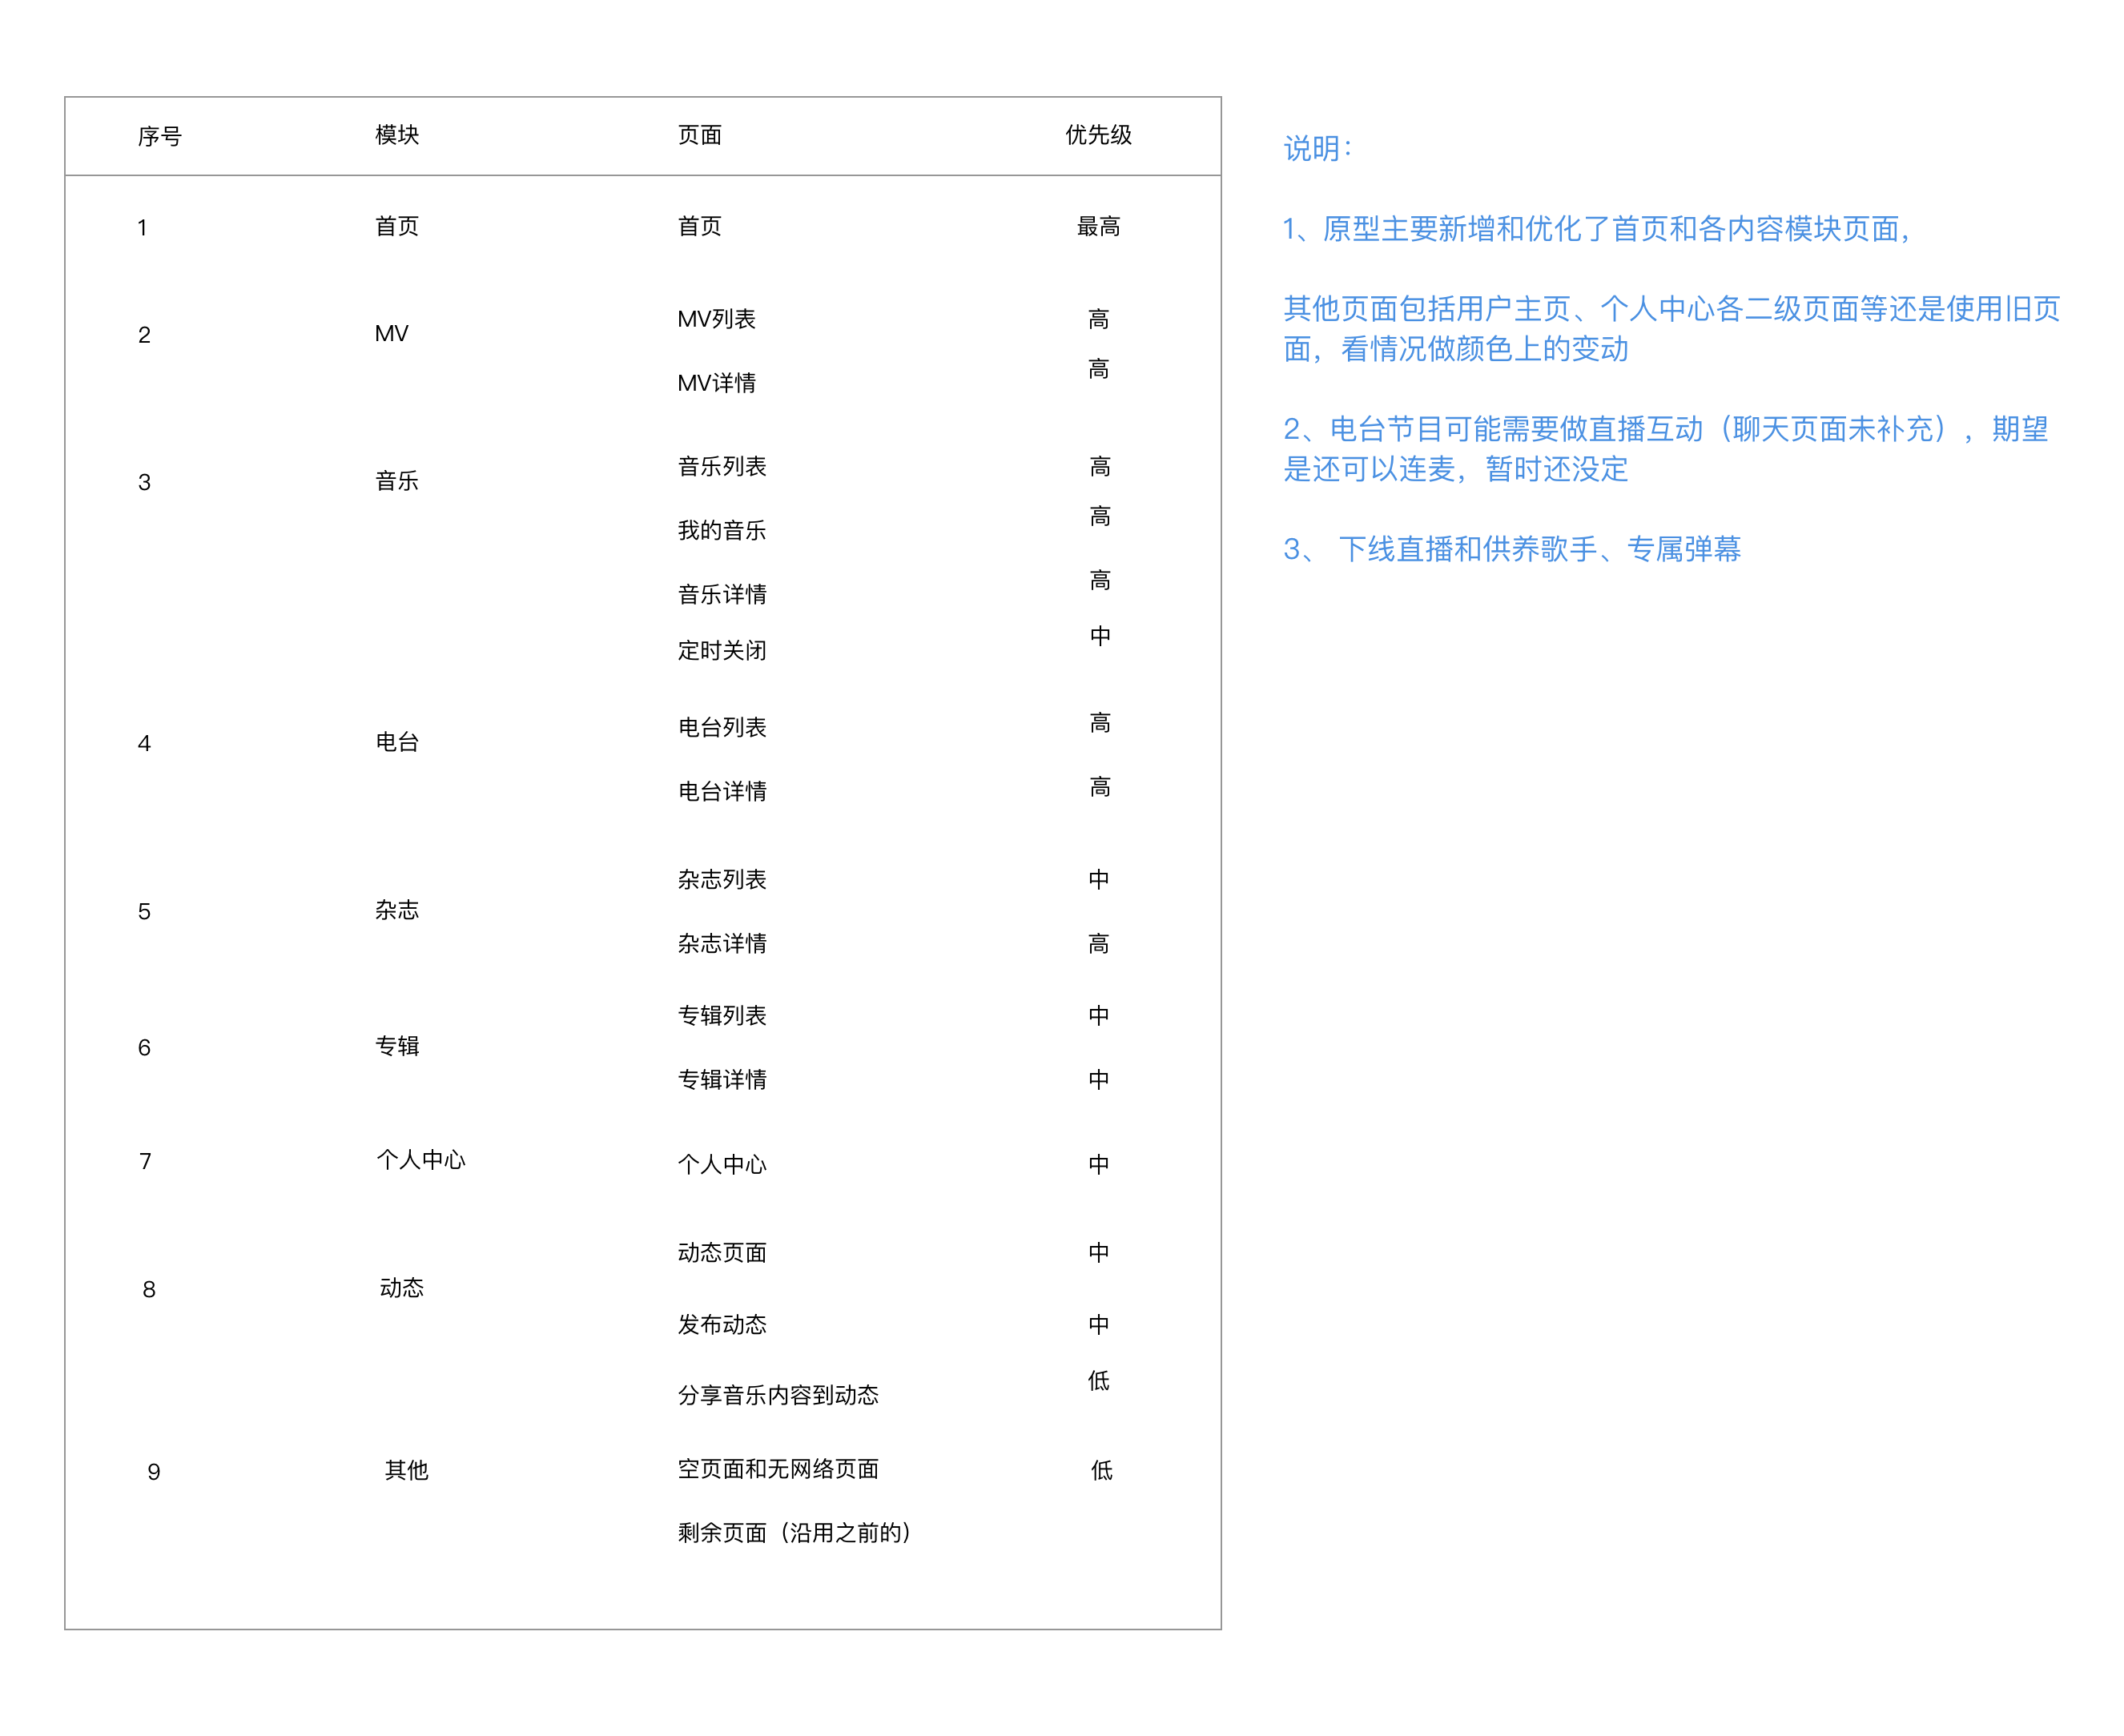 序号 模块 页面 优先级
1 首页 首页 最高
2 MV MV列表 高
MV详情 高
3 音乐 音乐列表 高
我的音乐 高
音乐详情 高
定时关闭 中
4 电台 电台列表 高
电台详情 高
5 杂志 杂志列表 中
杂志详情 高
6 专辑 专辑列表 中
专辑详情 中
7 个人中心 个人中心 中
8 动态 动态页面 中
发布动态 中
分享音乐内容到动态 低
9 其他 空页面和无网络页面 低
剩余页面（沿用之前的）
说明：
1、原型主要新增和优化了首页和各内容模块页面，
其他页面包括用户主页、个人中心各二级页面等还是使用旧页
面，看情况做颜色上的变动
2、电台节目可能需要做直播互动（聊天页面未补充），期望
是还可以连麦，暂时还没定
3、 下线直播和供养歌手、专属弹幕